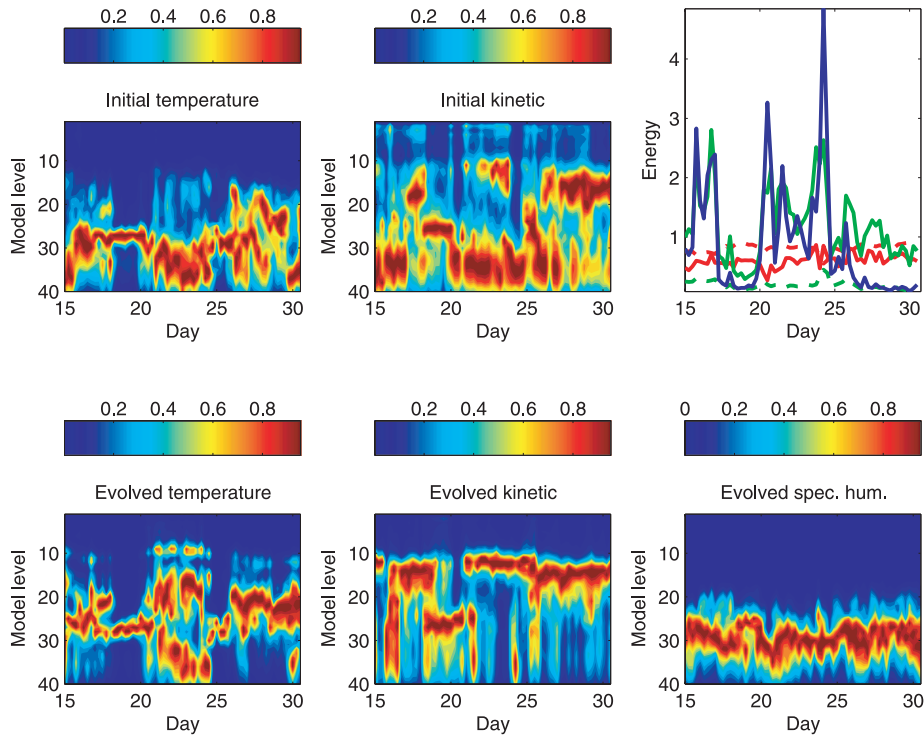 0.2 0.4 0.6 0.8
0.2 0.4 0.6 0.8
Initial temperature
Initial kinetic
Model level
10
20
30
40
15 20 25 30
Day
Model level
10
20
30
40
15 20 25 30
Day
Energy
4
3
2
1
15 20 25 30
Day
0.2 0.4 0.6 0.8
0.2 0.4 0.6 0.8
0 0.2 0.4 0.6 0.8
Evolved temperature
Evolved kinetic
Evolved spec. hum.
Model level
10
20
30
40
15 20 25 30
Day
Model level
10
20
30
40
15 20 25 30
Day
Model level
10
20
30
40
15 20 25 30
Day